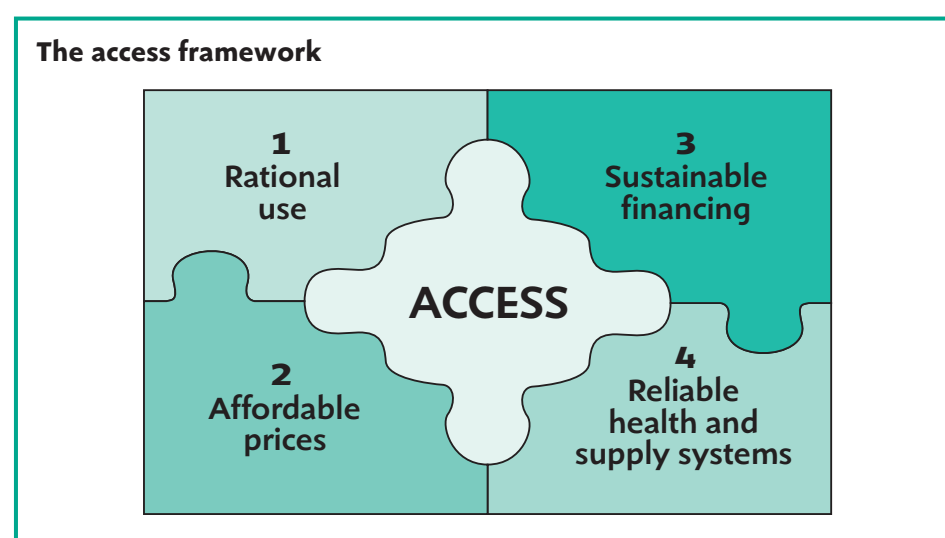 The access framework
1
Rational
use
3
Sustainable
financing
ACCESS
2
Affordable
prices
4
Reliable
health and
supply systems